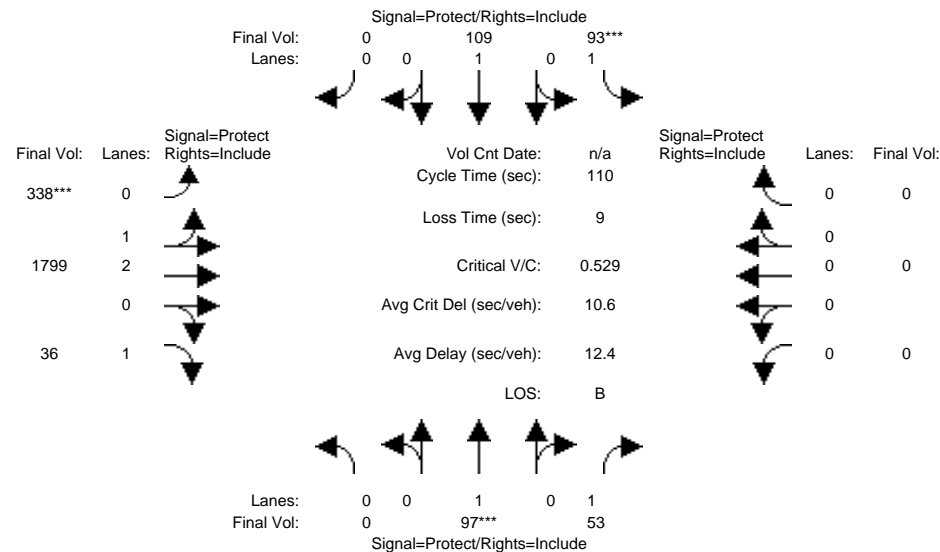 Signal=Protect/Rights=Include
Final Vol: 0 109 93***
Lanes: 0 0 1 0 1
Signal=Protect
Final Vol: Lanes: Rights=Include
Vol Cnt Date: n/a
Signal=Protect
Rights=Include Lanes: Final Vol:
338*** 0
Cycle Time (sec): 110
0 0
Loss Time (sec): 9
1
0
1799 2
Critical V/C: 0.529
0 0
0
Avg Crit Del (sec/veh): 10.6
0
36 1
Avg Delay (sec/veh): 12.4
0 0
LOS: B
Lanes: 0 0 1 0 1
Final Vol: 0 97*** 53
Signal=Protect/Rights=Include